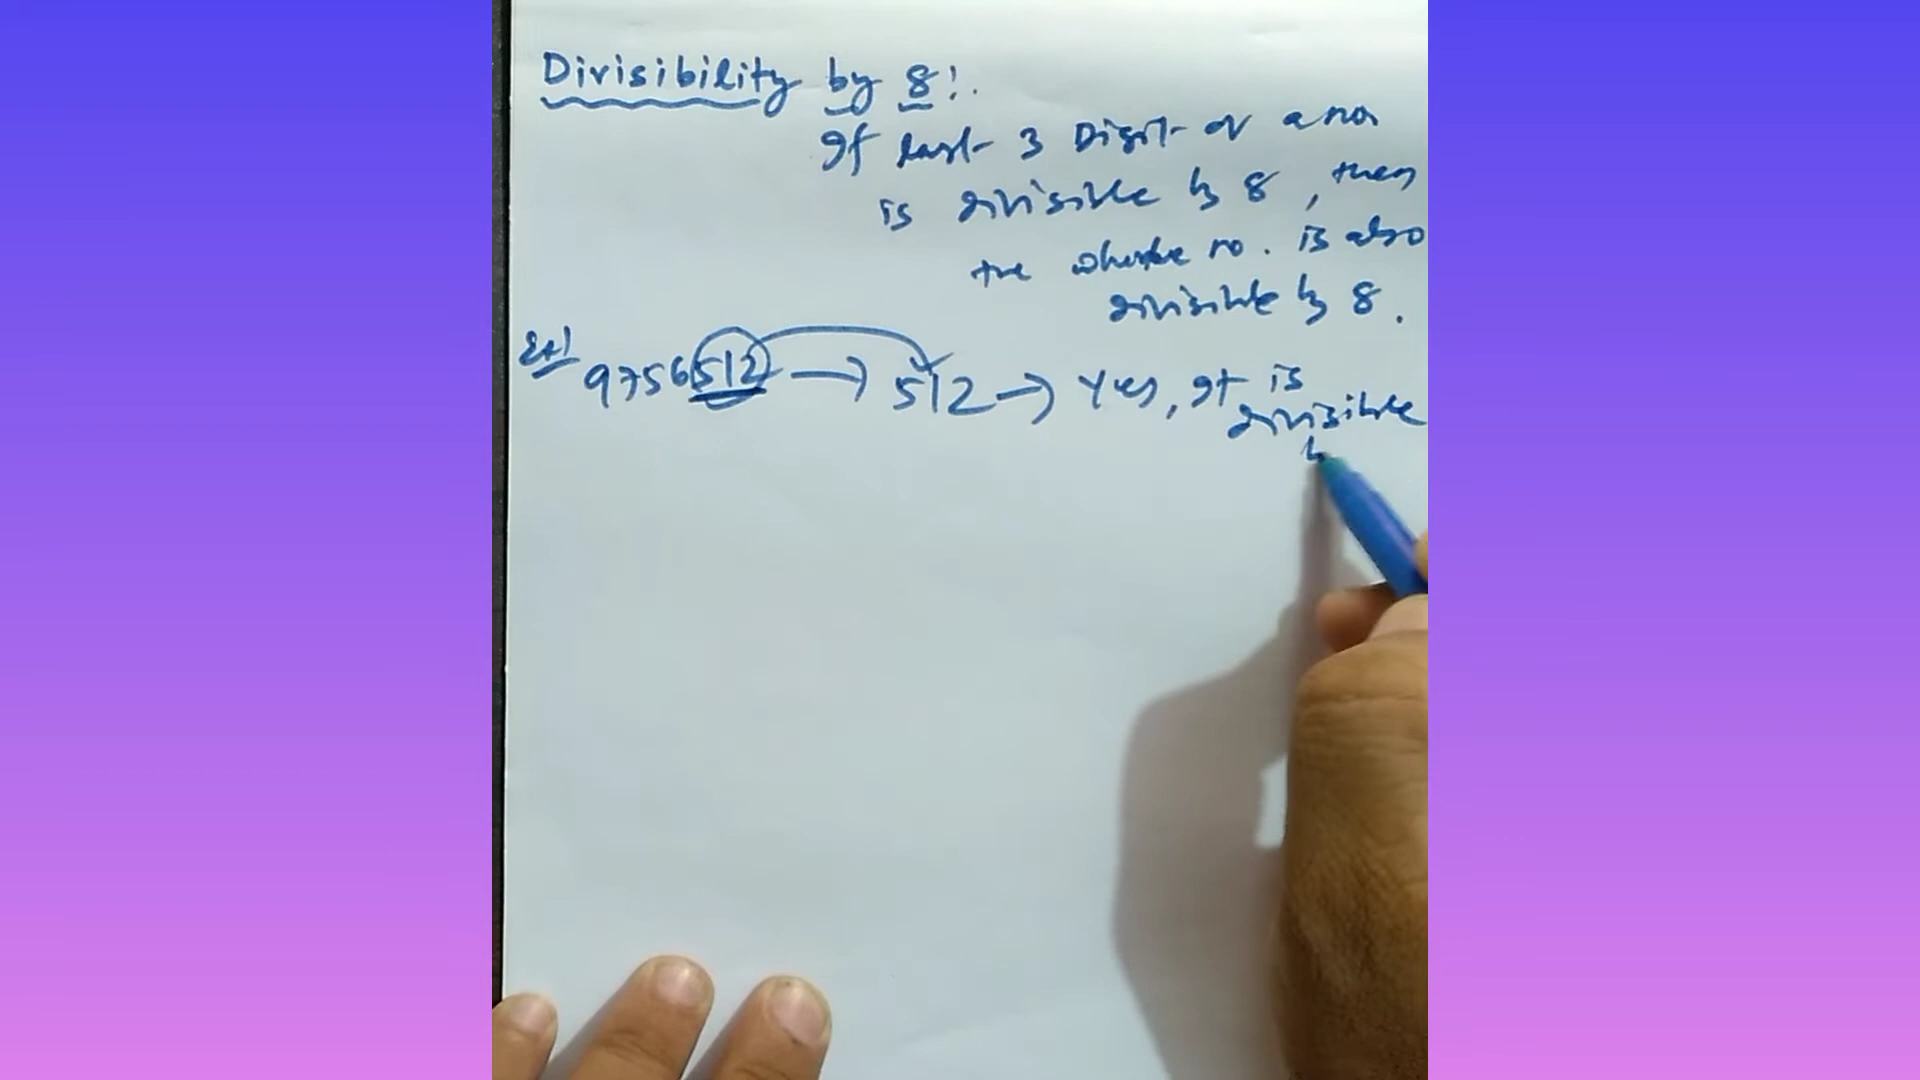 Divisibility by 8:.
If last 3 Digit of a no.
is divisible by 8, then
the whole no. is also
divisible by 8.
Ex1 9756512 → 512 → Yes, It is
divisible
b